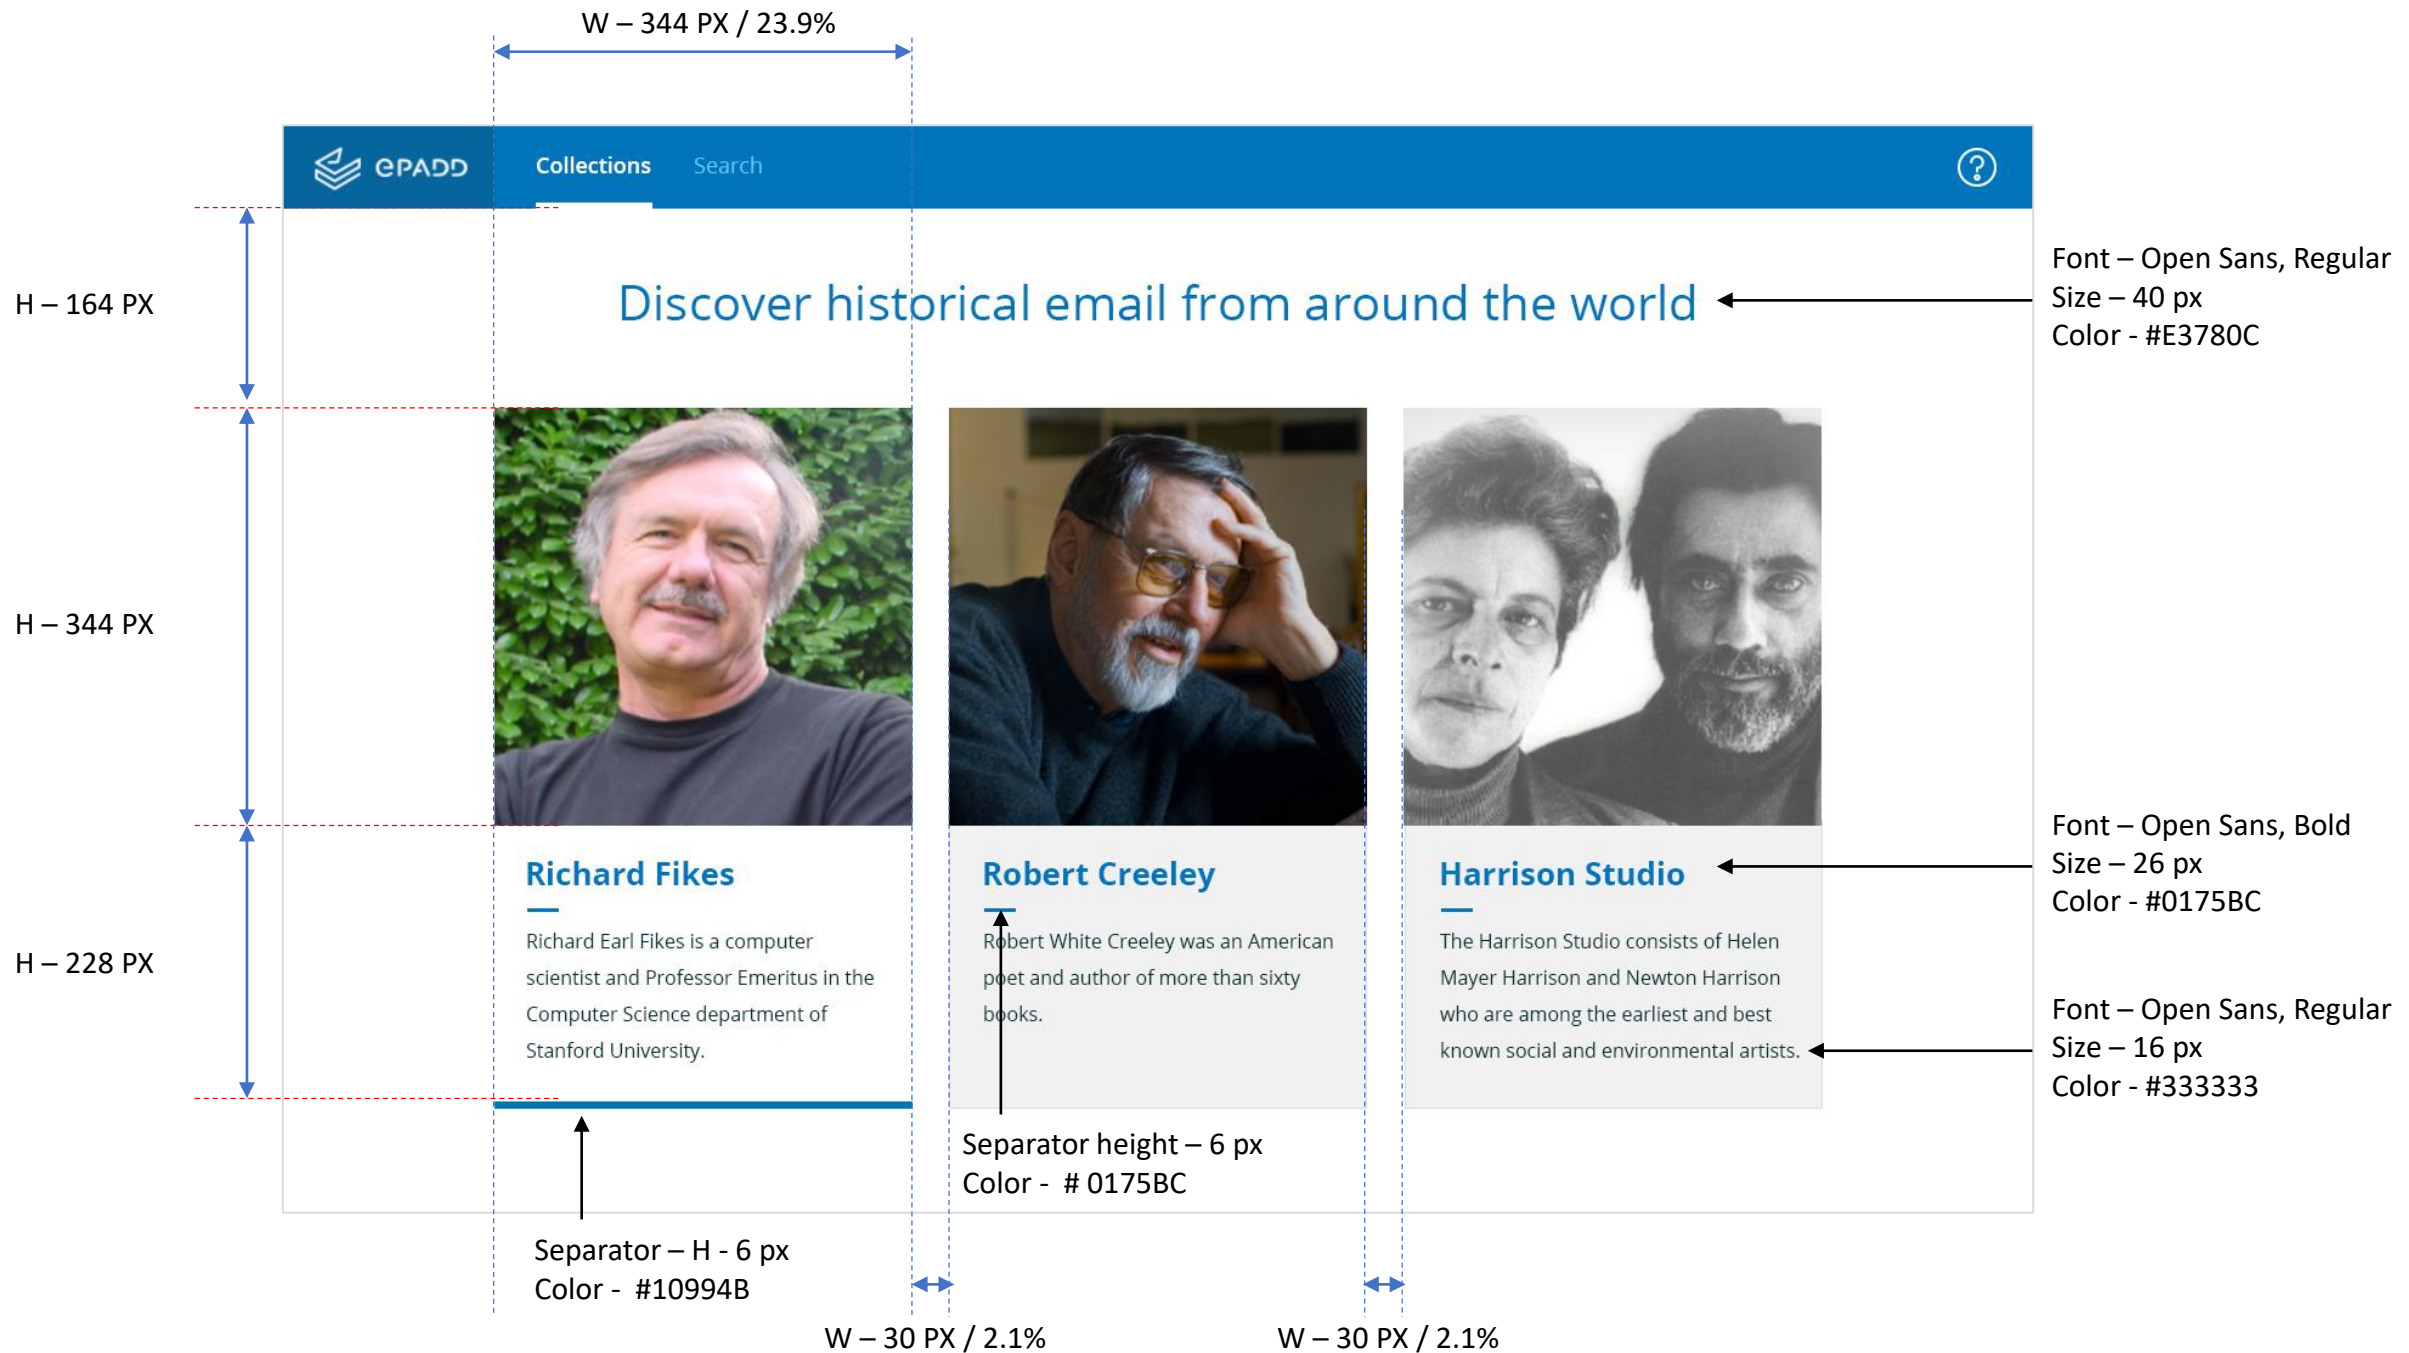 W – 344 PX / 23.9%
ePADD
Collections
Search
?
H – 164 PX
Discover historical email from around the world
Font – Open Sans, Regular
Size – 40 px
Color - #E3780C
H – 344 PX
Richard Fikes
Richard Earl Fikes is a computer
scientist and Professor Emeritus in the
Computer Science department of
Stanford University.
Robert Creeley
Robert White Creeley was an American
poet and author of more than sixty
books.
Harrison Studio
The Harrison Studio consists of Helen
Mayer Harrison and Newton Harrison
who are among the earliest and best
known social and environmental artists.
Font – Open Sans, Bold
Size – 26 px
Color - #0175BC
H – 228 PX
Font – Open Sans, Regular
Size – 16 px
Color - #333333
Separator height – 6 px
Color -  # 0175BC
Separator – H - 6 px
Color -  #10994B
W – 30 PX / 2.1%
W – 30 PX / 2.1%